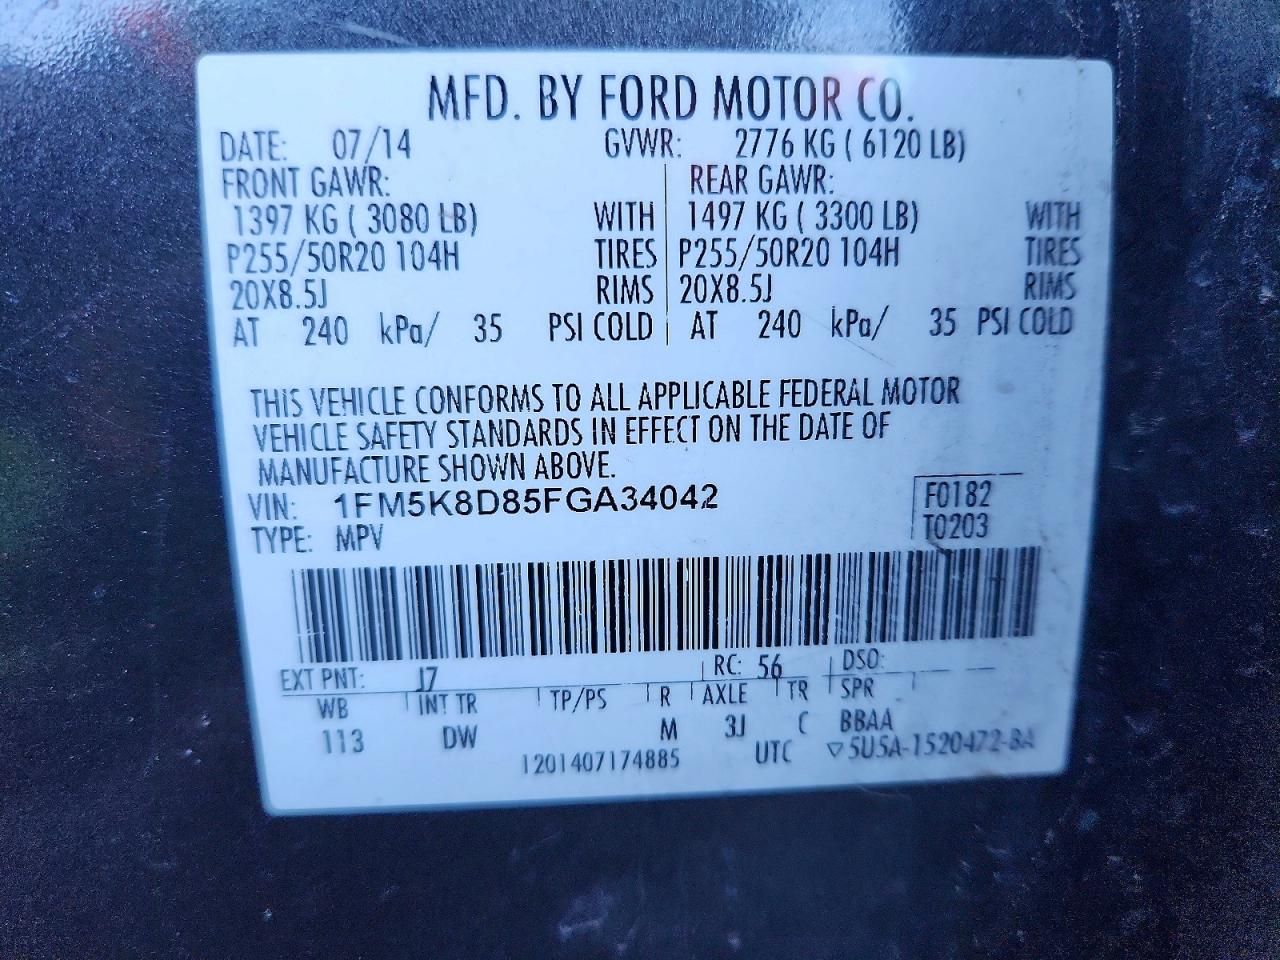 MFD. BY FORD MOTOR CO.
DATE: 07/14 GVWR: 2776 KG ( 6120 LB)
FRONT GAWR: REAR GAWR:
1397 KG ( 3080 LB) WITH 1497 KG ( 3300 LB) WITH
P255/50R20 104H TIRES P255/50R20 104H TIRES
20X8.5J RIMS 20X8.5J RIMS
AT 240 kPa/ 35 PSI COLD AT 240 kPa/ 35 PSI COLD
THIS VEHICLE CONFORMS TO ALL APPLICABLE FEDERAL MOTOR
VEHICLE SAFETY STANDARDS IN EFFECT ON THE DATE OF
MANUFACTURE SHOWN ABOVE.
VIN: 1FM5K8D85FGA34042 F0182
TYPE: MPV T0203
EXT PNT: J7 RC: 56 DSO:
WB INT TR TP/PS R AXLE TR SPR
113 DW M 3J C BBAA
1201407174885 UTC ▽5U5A-1520472-BA